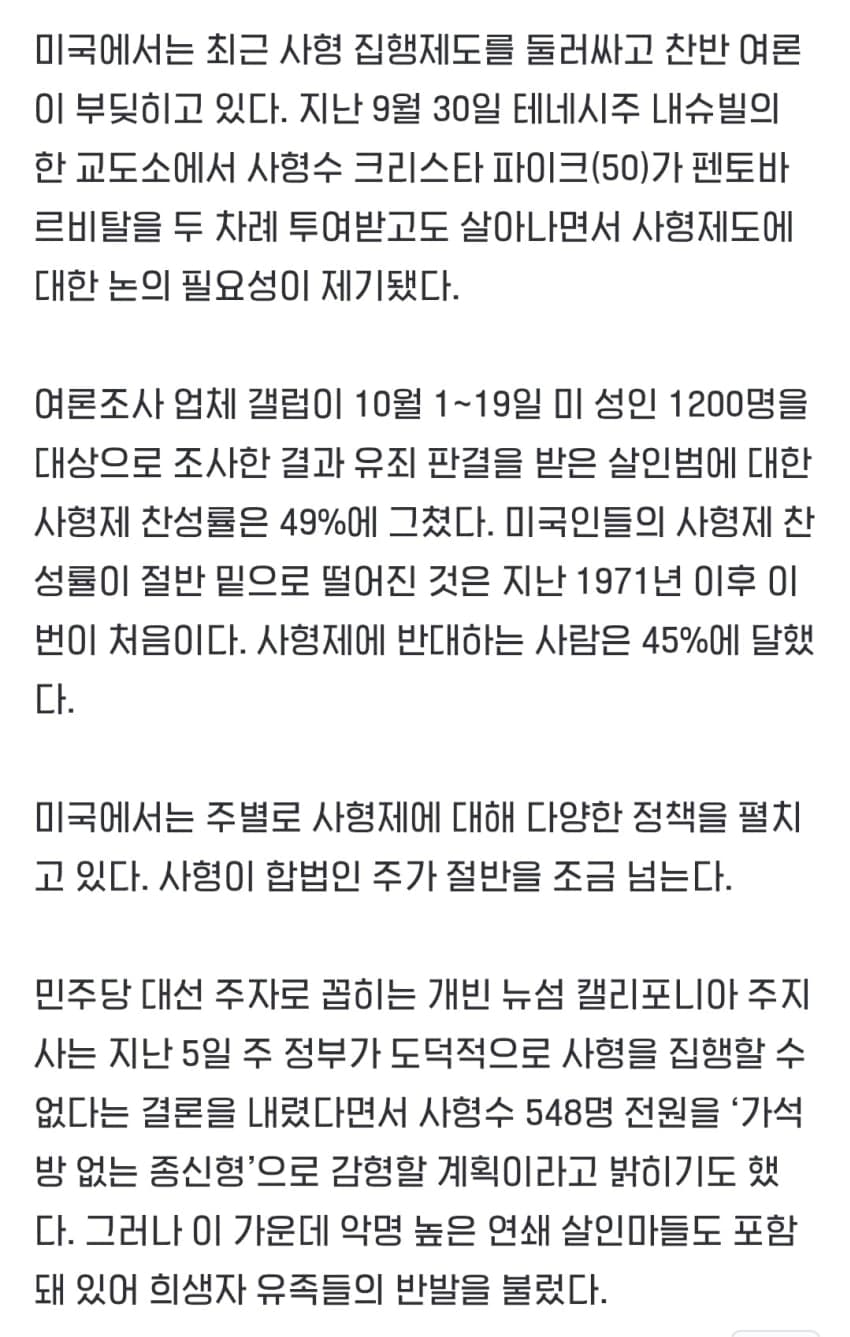 미국에서는 최근 사형 집행제도를 둘러싸고 찬반 여론
이 부딪히고 있다. 지난 9월 30일 테네시주 내슈빌의
한 교도소에서 사형수 크리스타 파이크(50)가 펜토바
르비탈을 두 차례 투여받고도 살아나면서 사형제도에
대한 논의 필요성이 제기됐다.
여론조사 업체 갤럽이 10월 1~19일 미 성인 1200명을
대상으로 조사한 결과 유죄 판결을 받은 살인범에 대한
사형제 찬성률은 49%에 그쳤다. 미국인들의 사형제 찬
성률이 절반 밑으로 떨어진 것은 지난 1971년 이후 이
번이 처음이다. 사형제에 반대하는 사람은 45%에 달했
다.
미국에서는 주별로 사형제에 대해 다양한 정책을 펼치
고 있다. 사형이 합법인 주가 절반을 조금 넘는다.
민주당 대선 주자로 꼽히는 개빈 뉴섬 캘리포니아 주지
사는 지난 5일 주 정부가 도덕적으로 사형을 집행할 수
없다는 결론을 내렸다면서 사형수 548명 전원을 ‘가석
방 없는 종신형’으로 감형할 계획이라고 밝히기도 했
다. 그러나 이 가운데 악명 높은 연쇄 살인마들도 포함
돼 있어 희생자 유족들의 반발을 불렀다.